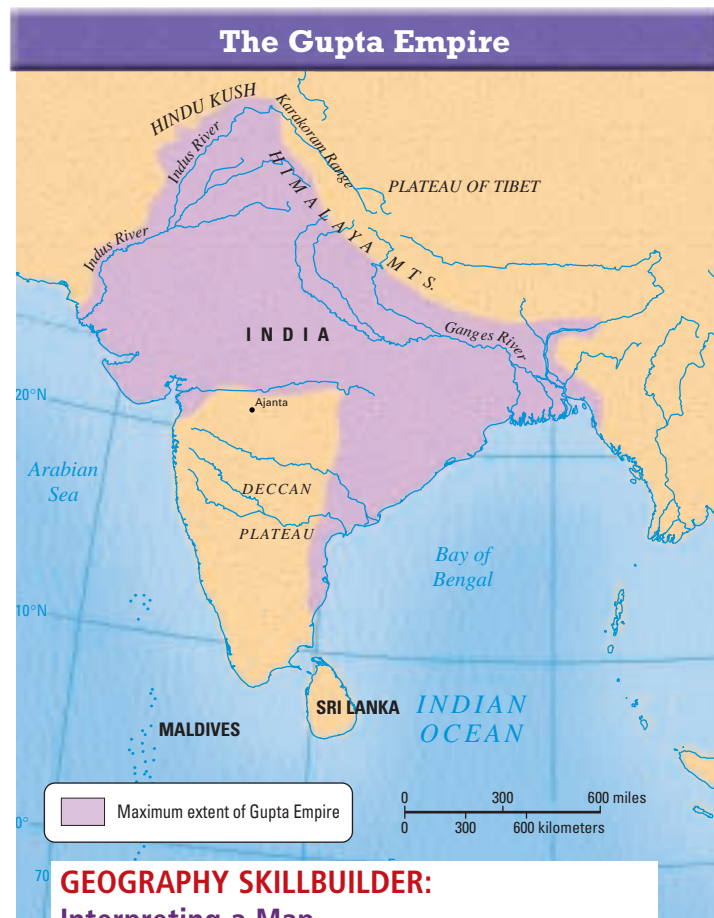 The Gupta Empire
HINDU KUSH
Karakoram Range
Indus River
HIMALAYA MTS.
PLATEAU OF TIBET
Indus River
INDIA
Ganges River
20°N
Ajanta
Arabian
Sea
DECCAN
PLATEAU
Bay of
Bengal
10°N
SRI LANKA
INDIAN
OCEAN
MALDIVES
Maximum extent of Gupta Empire
0 300 600 miles
0 300 600 kilometers
0°
70
GEOGRAPHY SKILLBUILDER:
Interpreting a Map